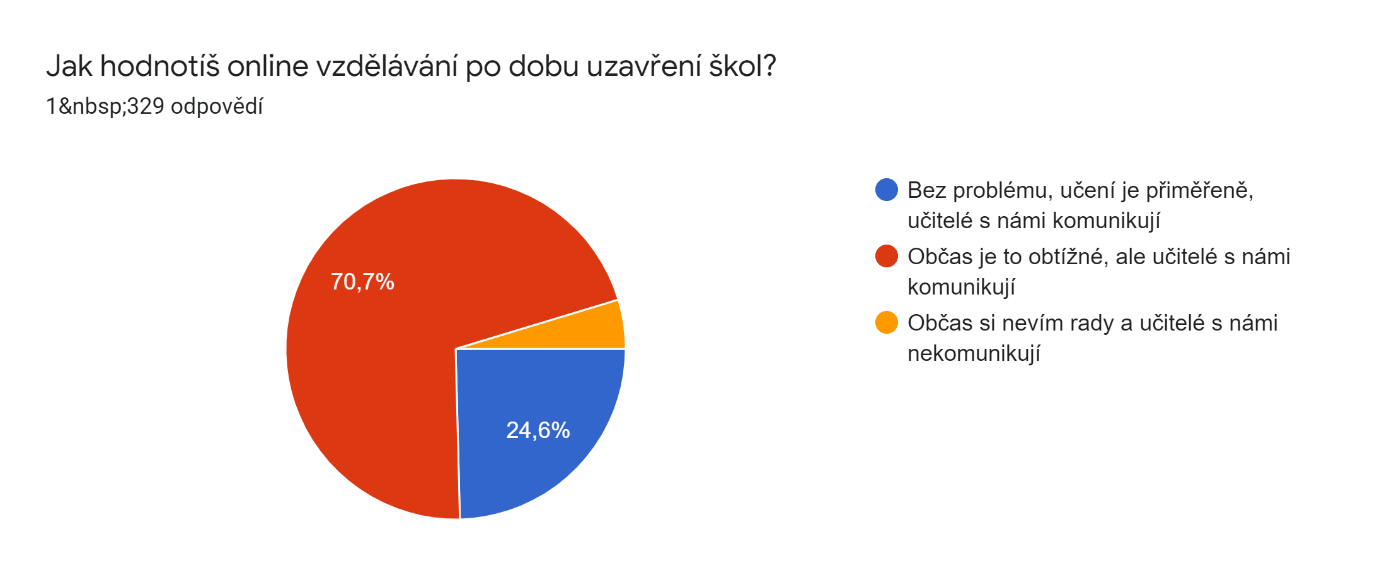 Jak hodnotíš online vzdělávání po dobu uzavření škol?
1&nbsp;329 odpovědí
70,7%
24,6%
Bez problému, učení je přiměřeně,
učitelé s námi komunikují
Občas je to obtížné, ale učitelé s námi
komunikují
Občas si nevím rady a učitelé s námi
nekomunikují